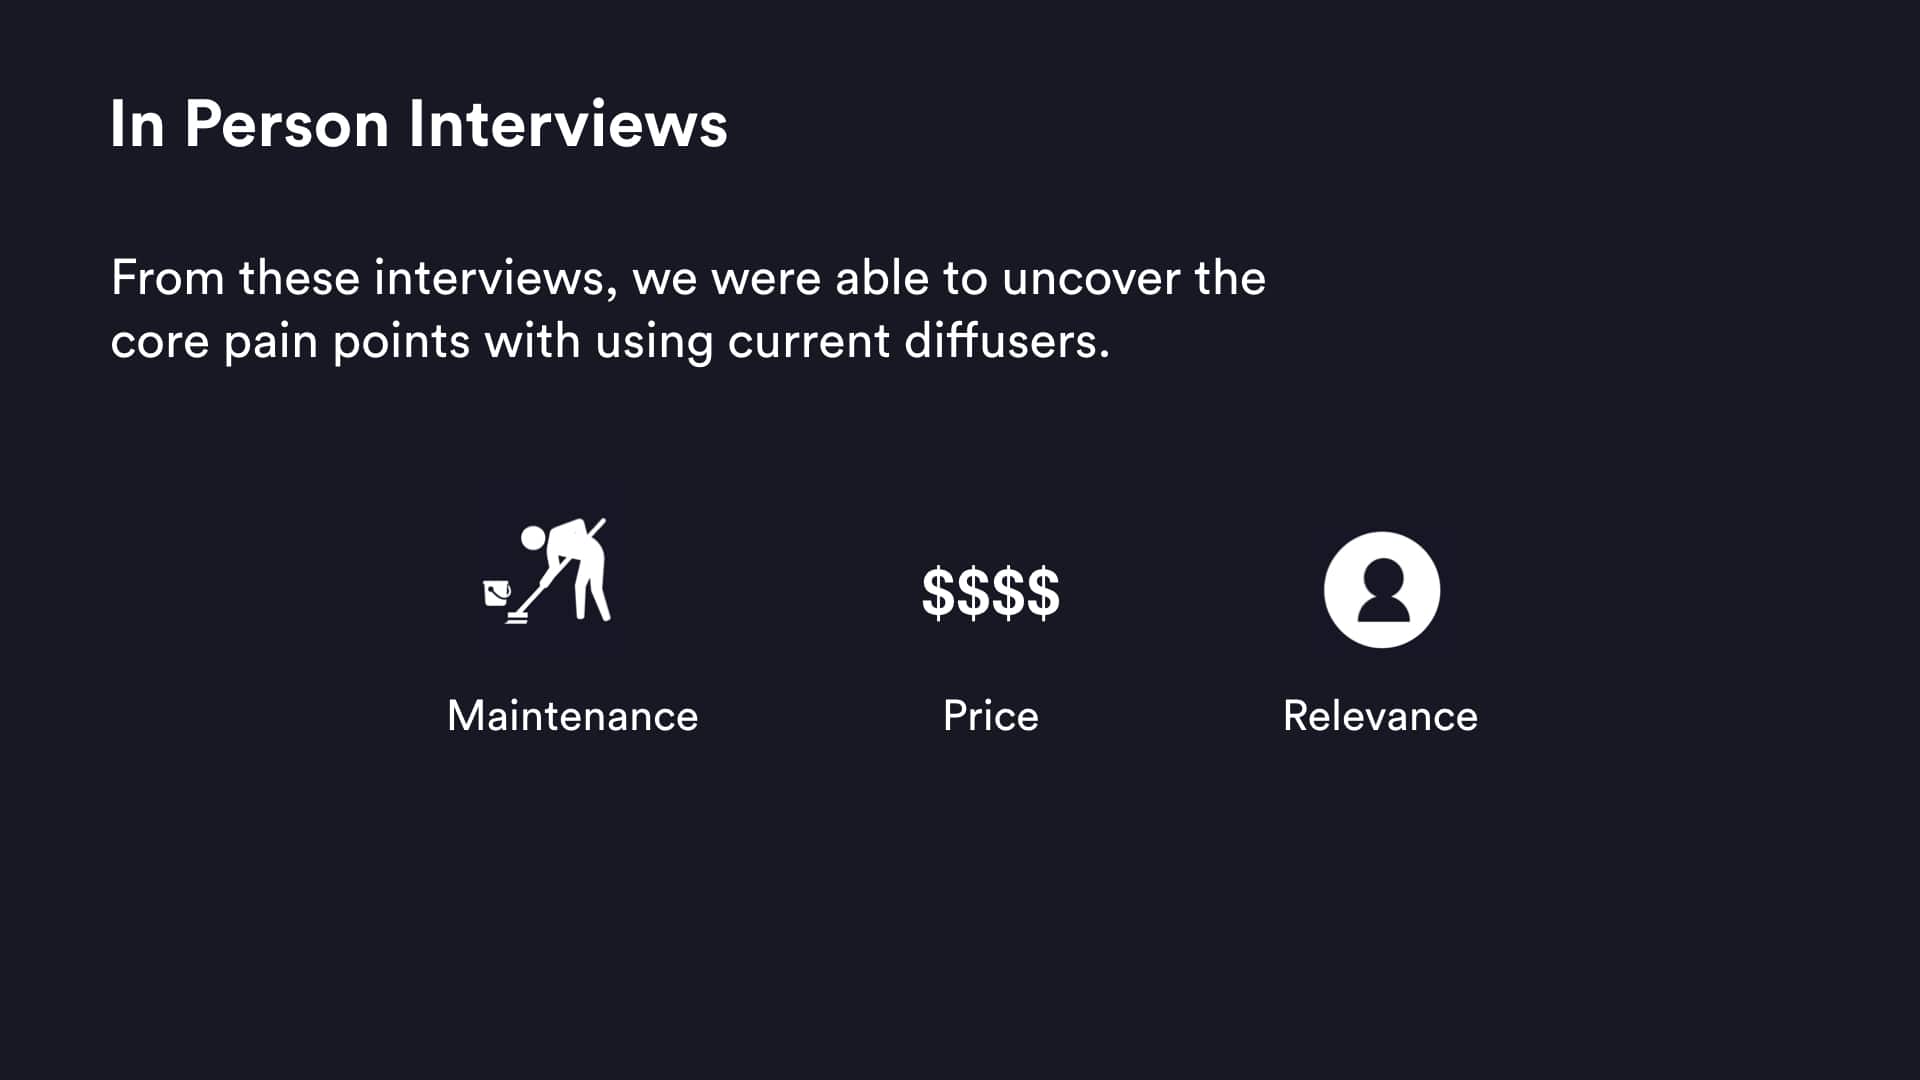 In Person Interviews
From these interviews, we were able to uncover the
core pain points with using current diffusers.
$$$$
Maintenance
Price
Relevance